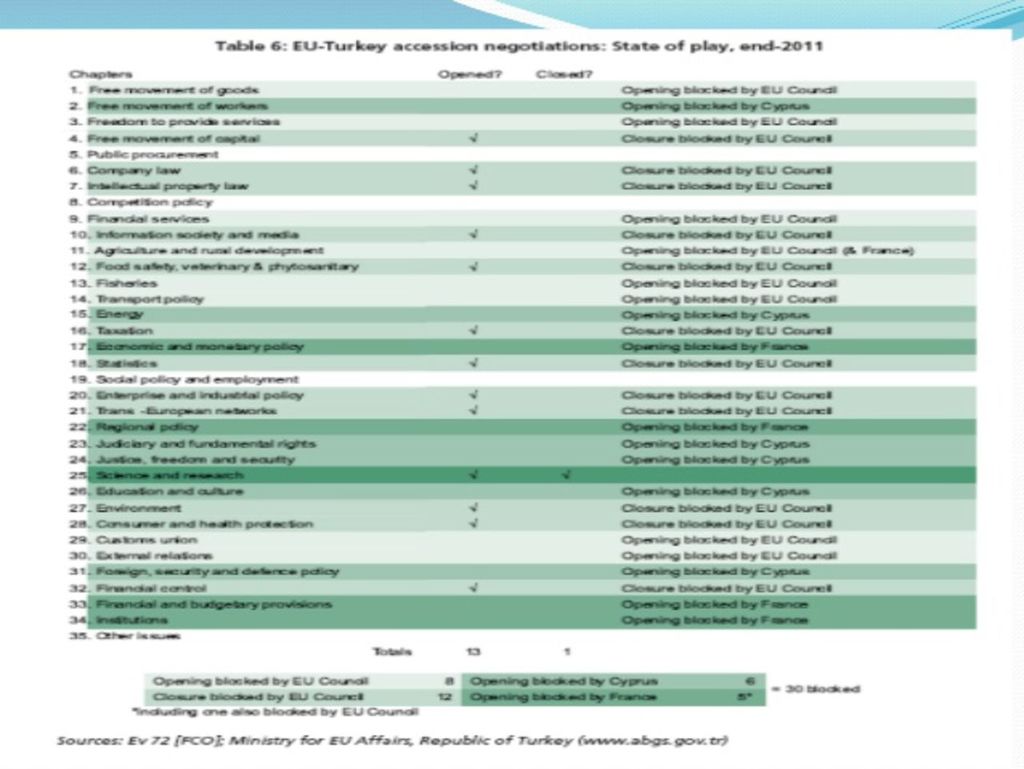 Table 6: EU-Turkey accession negotiations: State of play, end-2011
Chapters Opened? Closed?
1. Free movement of goods Opening blocked by EU Council
2. Free movement of workers Opening blocked by Cyprus
3. Freedom to provide services Opening blocked by EU Council
4. Free movement of capital √ Closure blocked by EU Council
5. Public procurement
6. Company law √ Closure blocked by EU Council
7. Intellectual property law √ Closure blocked by EU Council
8. Competition policy
9. Financial services Opening blocked by EU Council
10. Information society and media √ Closure blocked by EU Council
11. Agriculture and rural development Opening blocked by EU Council (& France)
12. Food safety, veterinary & phytosanitary √ Closure blocked by EU Council
13. Fisheries Opening blocked by EU Council
14. Transport policy Opening blocked by EU Council
15. Energy Opening blocked by Cyprus
16. Taxation √ Closure blocked by EU Council
17. Economic and monetary policy Opening blocked by France
18. Statistics √ Closure blocked by EU Council
19. Social policy and employment
20. Enterprise and industrial policy √ Closure blocked by EU Council
21. Trans -European networks √ Closure blocked by EU Council
22. Regional policy Opening blocked by France
23. Judiciary and fundamental rights Opening blocked by Cyprus
24. Justice, freedom and security Opening blocked by Cyprus
25. Science and research √ √
26. Education and culture Opening blocked by Cyprus
27. Environment √ Closure blocked by EU Council
28. Consumer and health protection √ Closure blocked by EU Council
29. Customs union Opening blocked by EU Council
30. External relations Opening blocked by EU Council
31. Foreign, security and defence policy Opening blocked by Cyprus
32. Financial control √ Closure blocked by EU Council
33. Financial and budgetary provisions Opening blocked by France
34. Institutions Opening blocked by France
35. Other issues
Totals 13 1
Opening blocked by EU Council 8 Opening blocked by Cyprus 6
= 30 blocked
Closure blocked by EU Council 12 Opening blocked by France 5*
*Including one also blocked by EU Council
Sources: Ev 72 [FCO]; Ministry for EU Affairs, Republic of Turkey (www.abgs.gov.tr)